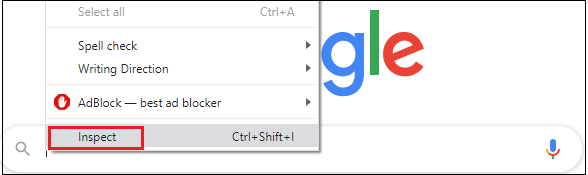 Select all Ctrl+A
Spell check
Writing Direction
gle
AdBlock — best ad blocker
Inspect Ctrl+Shift+I